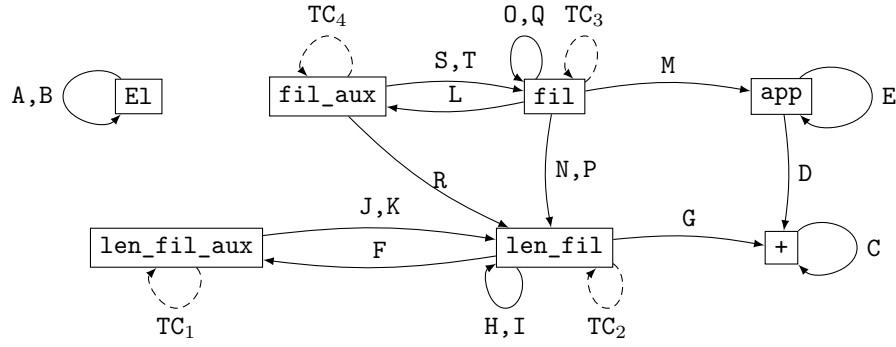 TC₄
O,Q
TC₃
A,B
El
fil_aux
S,T
L
fil
M
app
E
R
N,P
D
J,K
len_fil_aux
F
len_fil
G
+
C
TC₁
H,I
TC₂